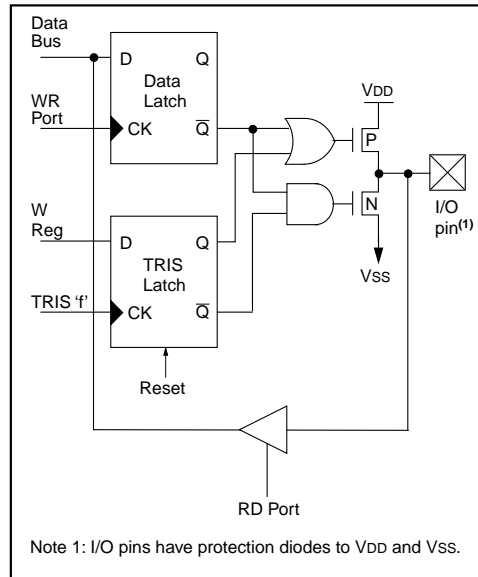 Data
Bus
D
Q
Data
Latch
WR
Port
CK
Q̅
VDD
P
N
I/O
pin(1)
VSS
W
Reg
D
Q
TRIS
Latch
TRIS 'f'
CK
Q̅
Reset
RD Port
Note 1: I/O pins have protection diodes to VDD and VSS.